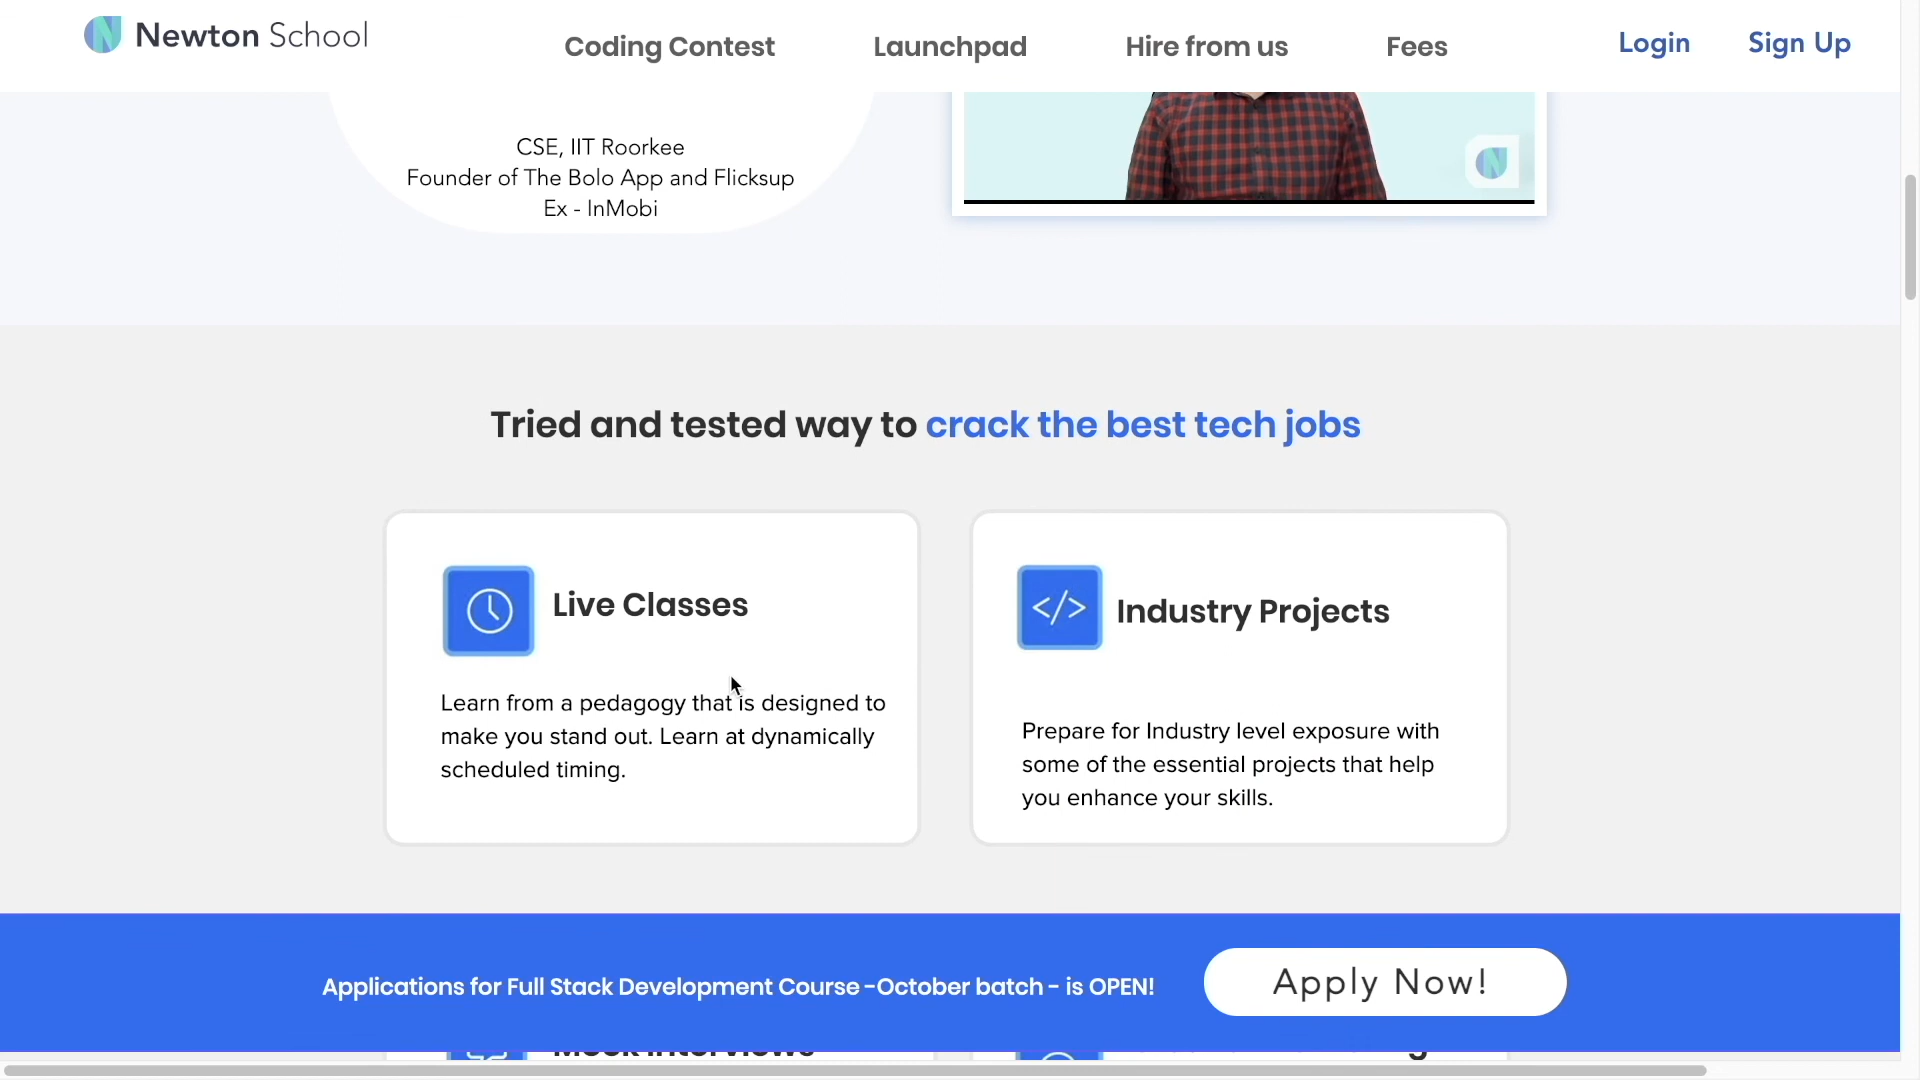 Newton School
Coding Contest
Launchpad
Hire from us
Fees
Login
Sign Up
CSE, IIT Roorkee
Founder of The Bolo App and Flicksup
Ex - InMobi
Tried and tested way to crack the best tech jobs
Live Classes
Learn from a pedagogy that is designed to
make you stand out. Learn at dynamically
scheduled timing.
Industry Projects
Prepare for Industry level exposure with
some of the essential projects that help
you enhance your skills.
Applications for Full Stack Development Course -October batch - is OPEN!
Apply Now!
Mock Interviews